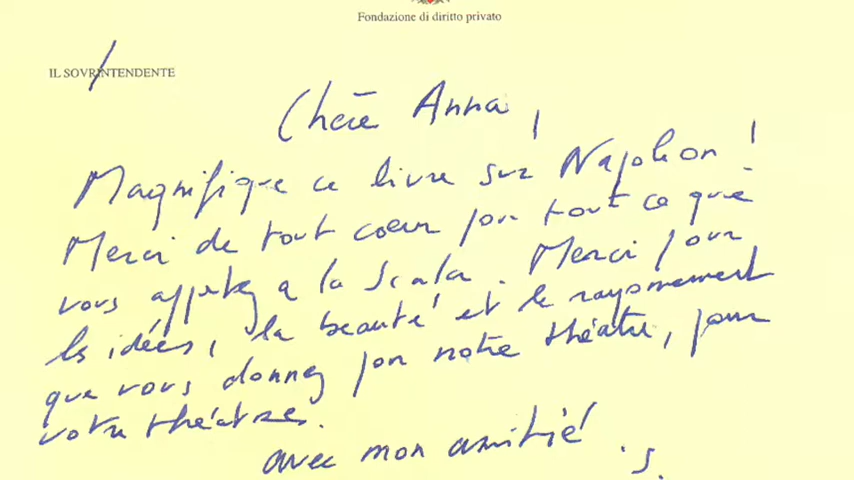 Fondazione di diritto privato
IL SOVRINTENDENTE
Chère Anna,
Magnifique ce livre sur Napoléon !
Merci de tout coeur pour tout ce que
vous apportez à la Scala. Merci pour
les idées, la beauté et le rayonnement
que vous donnez pour notre théâtre, pour
votre théâtre.
avec mon amitié
S.